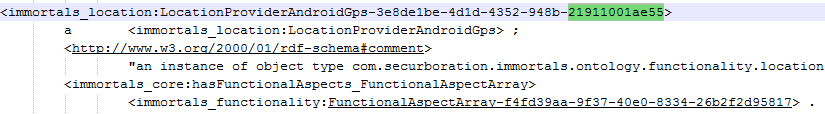 <immortals_location:LocationProviderAndroidGps-3e8de1be-4d1d-4352-948b-21911001ae55>
a <immortals_location:LocationProviderAndroidGps> ;
<http://www.w3.org/2000/01/rdf-schema#comment>
"an instance of object type com.securboration.immortals.ontology.functionality.location
<immortals_core:hasFunctionalAspects_FunctionalAspectArray>
<immortals_functionality:FunctionalAspectArray-f4fd39aa-9f37-40e0-8334-26b2f2d95817> .